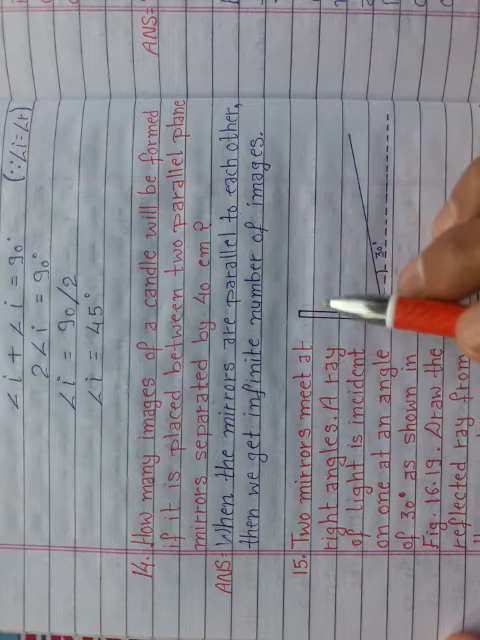 ∠i + ∠i = 90° (∵∠i=∠r)
2∠i = 90°
∠i = 90/2
∠i = 45°
ANS:
14. How many images of a candle will be formed
if it is placed between two parallel plane
mirrors separated by 40 cm?
ANS: When the mirrors are parallel to each other,
then we get infinite number of images.
15. Two mirrors meet at
right angles. A ray
of light is incident
on one at an angle
of 30° as shown in
Fig. 16.19. Draw the
reflected ray from
30°